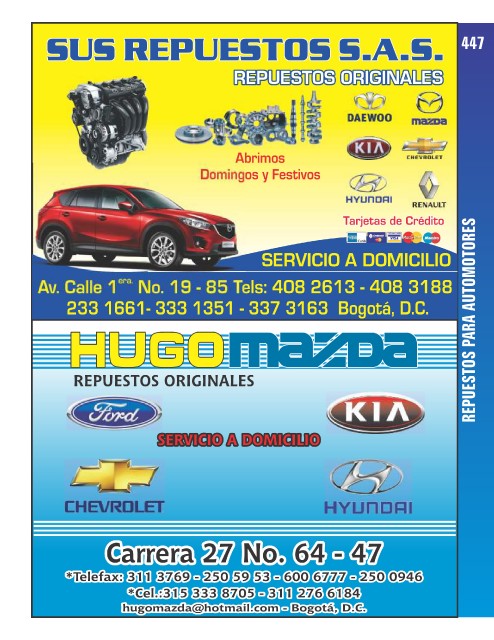 SUS REPUESTOS S.A.S.
REPUESTOS ORIGINALES
DAEWOO
mazda
KIA
CHEVROLET
HYUNDAI
RENAULT
Abrimos
Domingos y Festivos
Tarjetas de Crédito
SERVICIO A DOMICILIO
Av. Calle 1era. No. 19 - 85 Tels: 408 2613 - 408 3188
233 1661- 333 1351 - 337 3163 Bogotá, D.C.
HUGOmazda
REPUESTOS ORIGINALES
Ford
KIA
SERVICIO A DOMICILIO
CHEVROLET
HYUNDAI
Carrera 27 No. 64 - 47
*Telefax: 311 3769 - 250 59 53 - 600 6777 - 250 0946
*Cel.:315 333 8705 - 311 276 6184
hugomazda@hotmail.com - Bogotá, D.C.
447
REPUESTOS PARA AUTOMOTORES